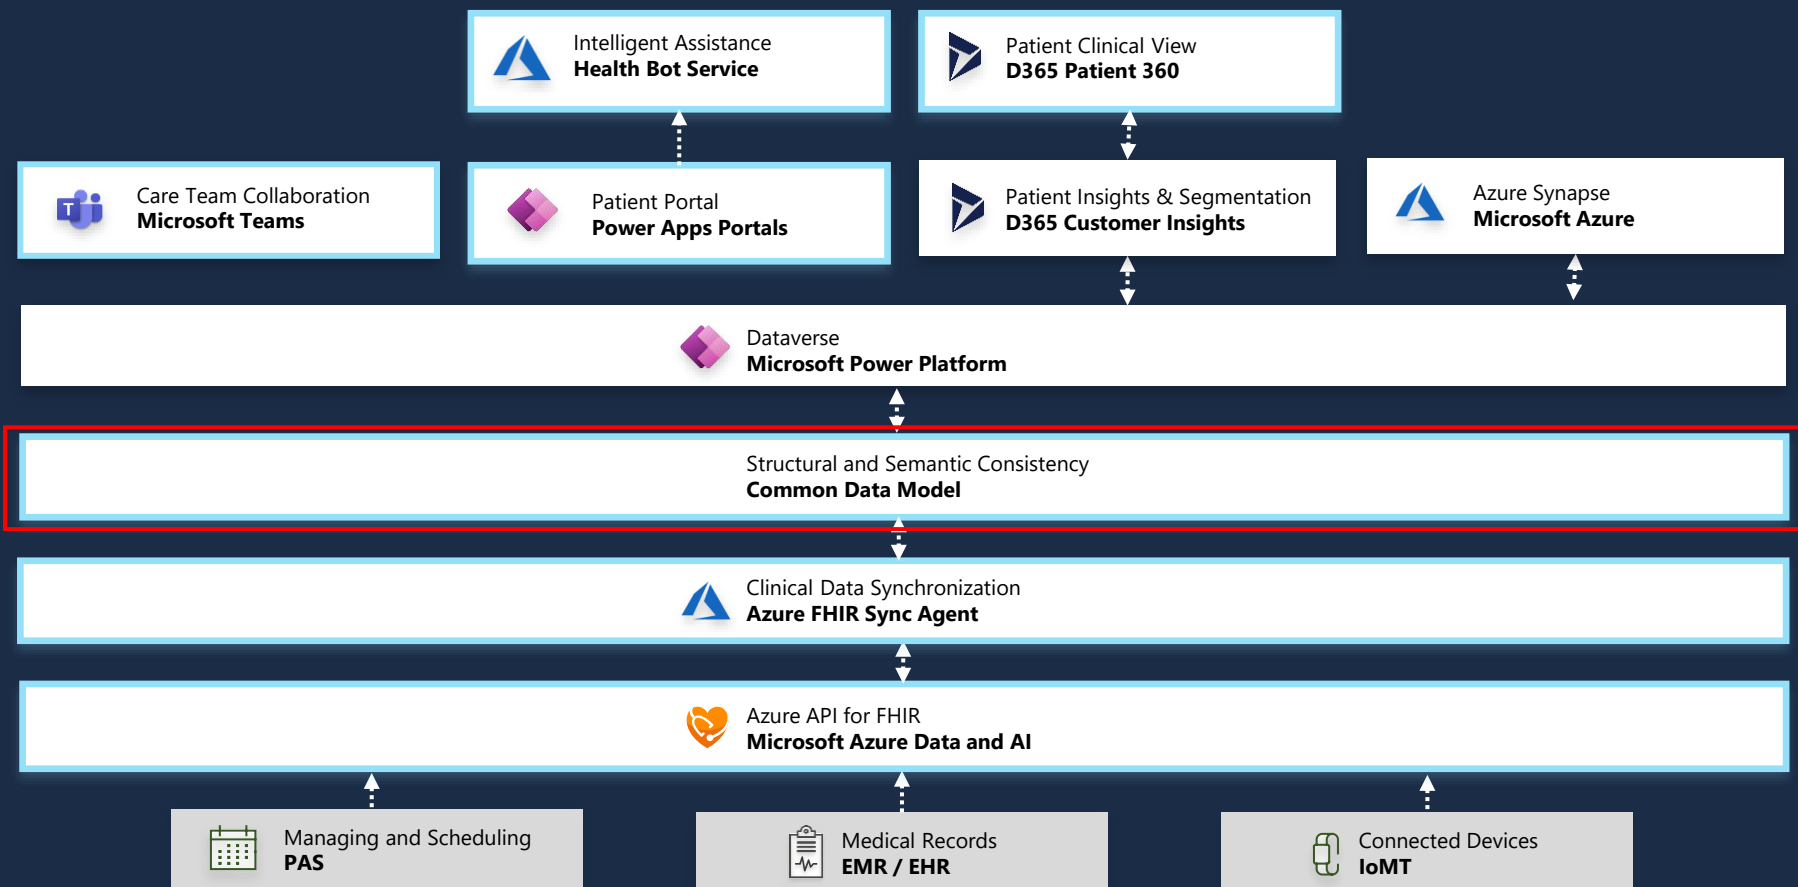 Intelligent Assistance
Health Bot Service
Patient Clinical View
D365 Patient 360
Care Team Collaboration
Microsoft Teams
Patient Portal
Power Apps Portals
Patient Insights & Segmentation
D365 Customer Insights
Azure Synapse
Microsoft Azure
Dataverse
Microsoft Power Platform
Structural and Semantic Consistency
Common Data Model
Clinical Data Synchronization
Azure FHIR Sync Agent
Azure API for FHIR
Microsoft Azure Data and AI
Managing and Scheduling
PAS
Medical Records
EMR / EHR
Connected Devices
IoMT